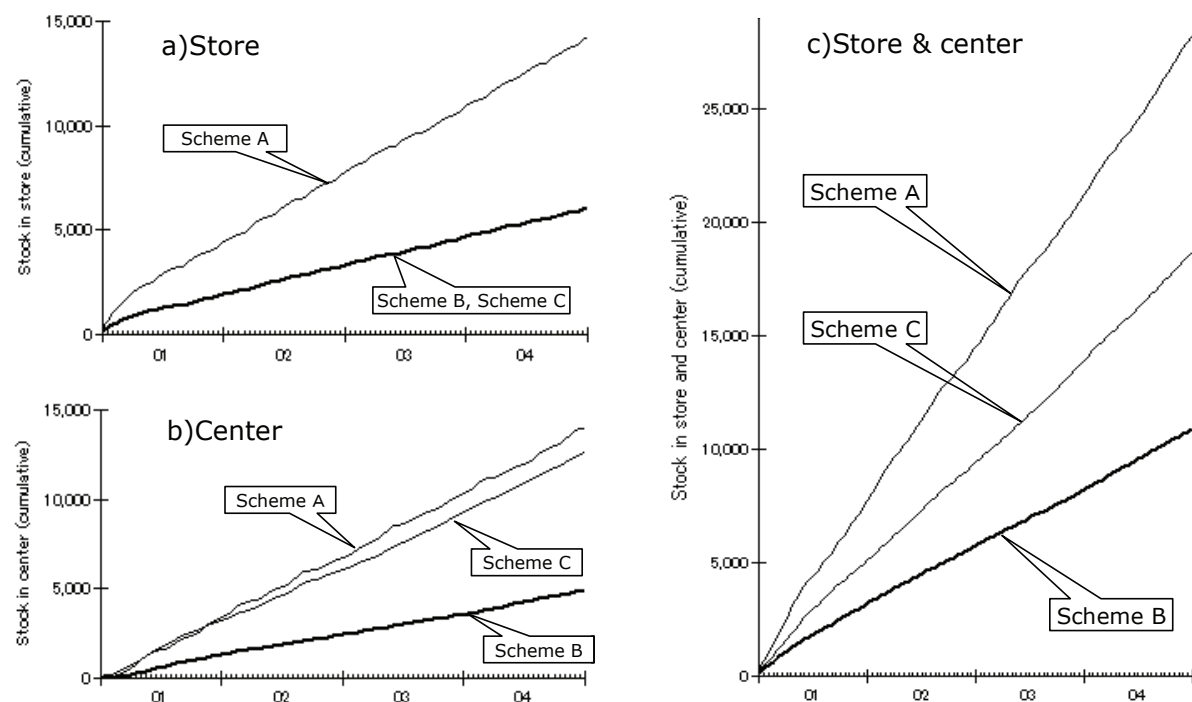 a)Store
Stock in store (cumulative)
15,000
10,000
5,000
0
Scheme A
Scheme B, Scheme C
01 02 03 04
b)Center
Stock in center (cumulative)
15,000
10,000
5,000
0
Scheme A
Scheme C
Scheme B
01 02 03 04
c)Store & center
Stock in store and center (cumulative)
25,000
20,000
15,000
10,000
5,000
0
Scheme A
Scheme C
Scheme B
01 02 03 04